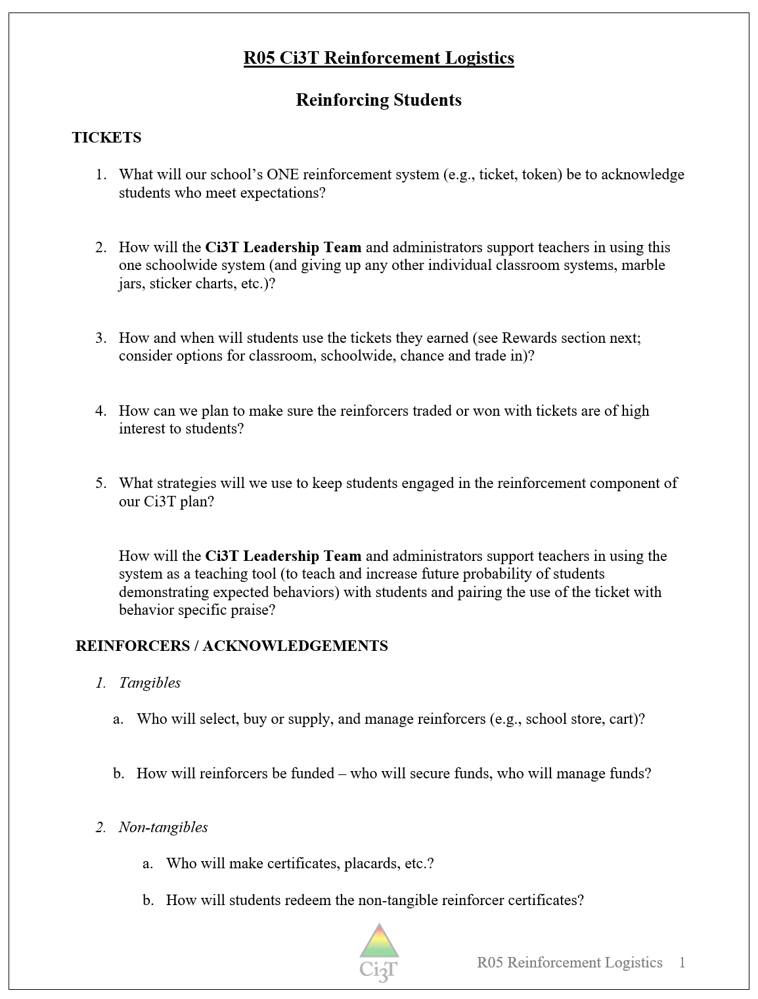 R05 Ci3T Reinforcement Logistics
Reinforcing Students
TICKETS
1. What will our school’s ONE reinforcement system (e.g., ticket, token) be to acknowledge
students who meet expectations?
2. How will the Ci3T Leadership Team and administrators support teachers in using this
one schoolwide system (and giving up any other individual classroom systems, marble
jars, sticker charts, etc.)?
3. How and when will students use the tickets they earned (see Rewards section next;
consider options for classroom, schoolwide, chance and trade in)?
4. How can we plan to make sure the reinforcers traded or won with tickets are of high
interest to students?
5. What strategies will we use to keep students engaged in the reinforcement component of
our Ci3T plan?
How will the Ci3T Leadership Team and administrators support teachers in using the
system as a teaching tool (to teach and increase future probability of students
demonstrating expected behaviors) with students and pairing the use of the ticket with
behavior specific praise?
REINFORCERS / ACKNOWLEDGEMENTS
1. Tangibles
a. Who will select, buy or supply, and manage reinforcers (e.g., school store, cart)?
b. How will reinforcers be funded – who will secure funds, who will manage funds?
2. Non-tangibles
a. Who will make certificates, placards, etc.?
b. How will students redeem the non-tangible reinforcer certificates?
Ci3T
R05 Reinforcement Logistics 1